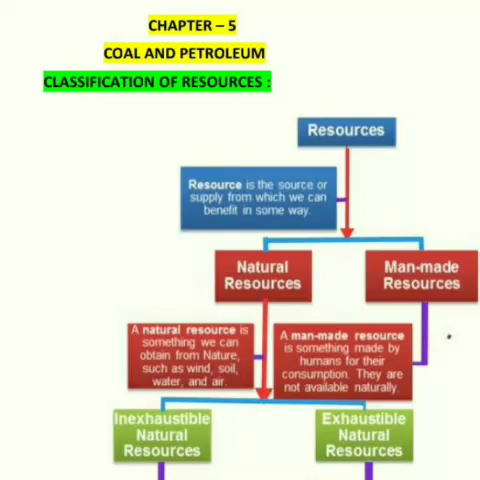 CHAPTER – 5
COAL AND PETROLEUM
CLASSIFICATION OF RESOURCES :
Resources
Resource is the source or
supply from which we can
benefit in some way.
Natural
Resources
Man-made
Resources
A natural resource is
something we can
obtain from Nature,
such as wind, soil,
water, and air.
A man-made resource
is something made by
humans for their
consumption. They are
not available naturally.
Inexhaustible
Natural
Resources
Exhaustible
Natural
Resources